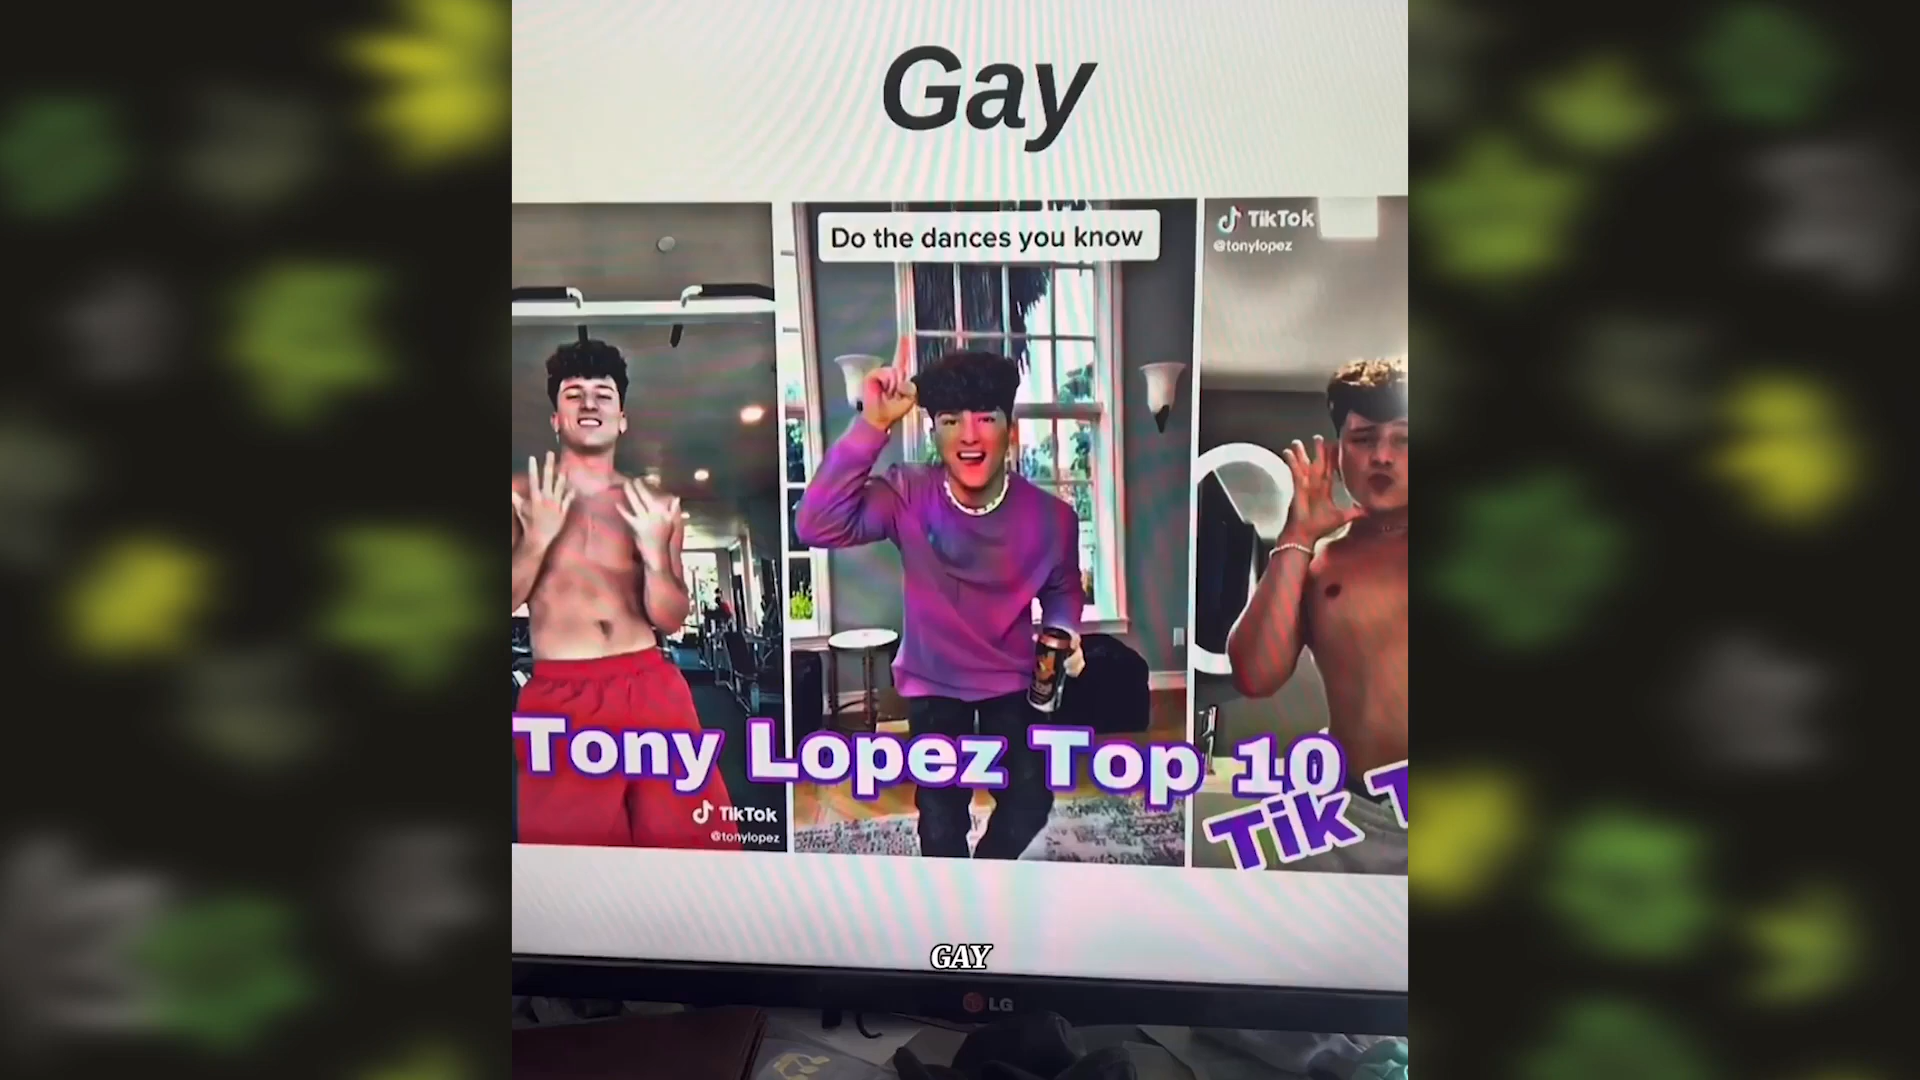 Gay
Do the dances you know
TikTok
@tonylopez
Tony Lopez Top 10
Tik T
TikTok
@tonylopez
GAY
LG